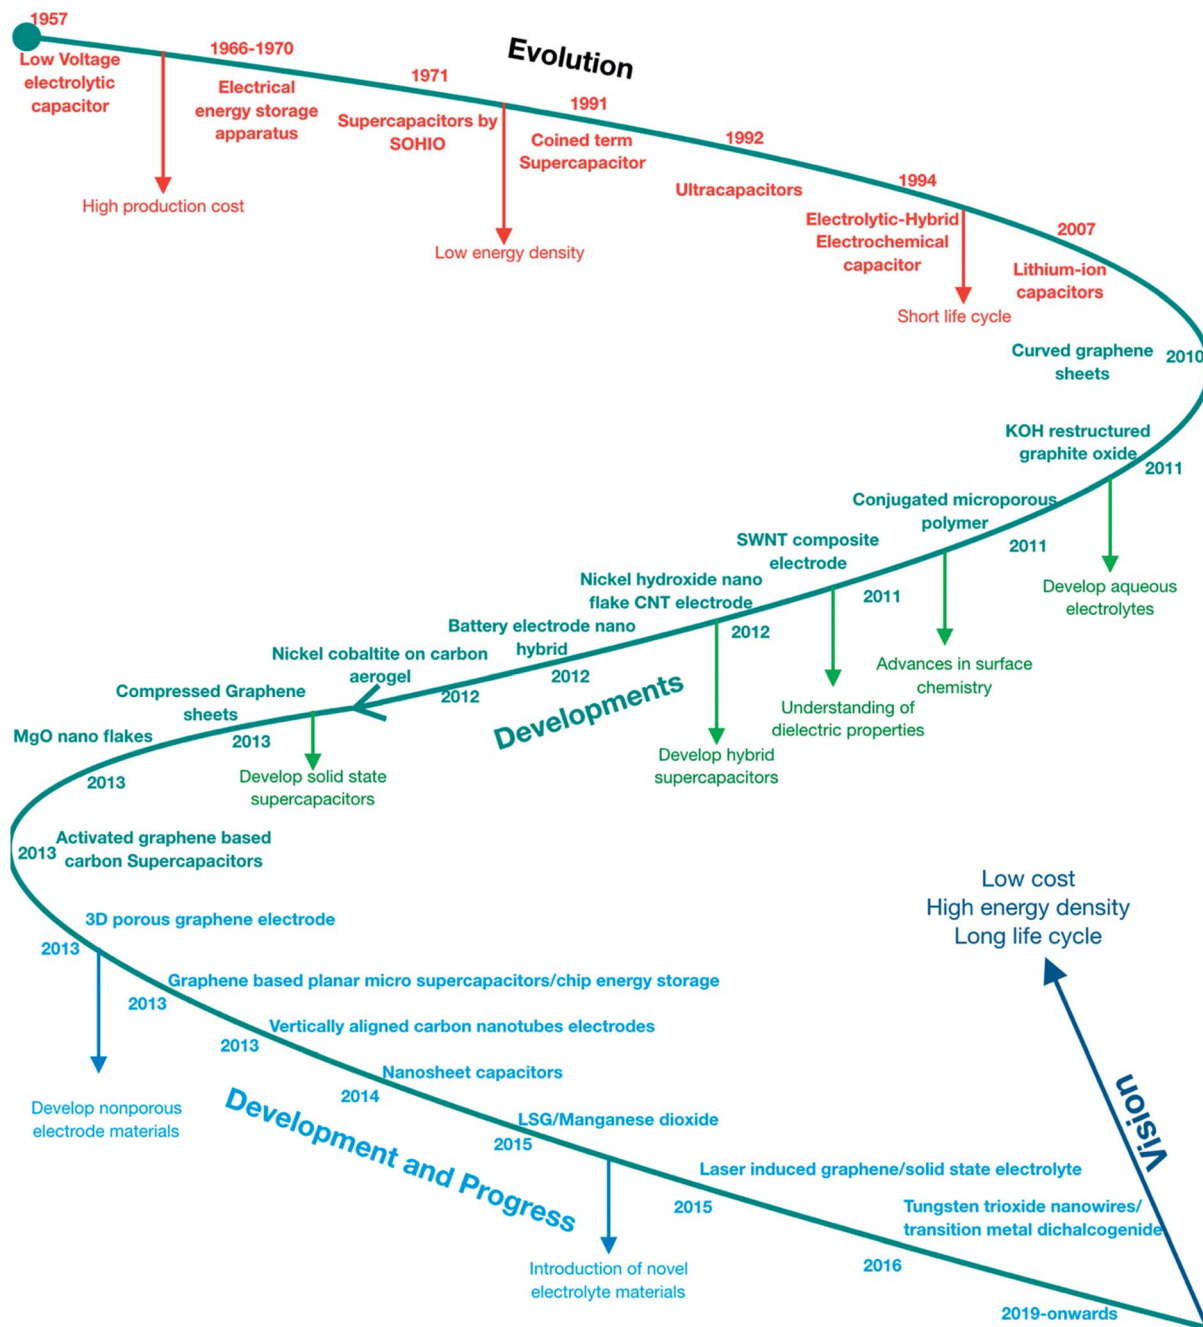 1957
Low Voltage
electrolytic
capacitor
High production cost
1966-1970
Electrical
energy storage
apparatus
1971
Supercapacitors by
SOHIO
Low energy density
Evolution
1991
Coined term
Supercapacitor
1992
Ultracapacitors
1994
Electrolytic-Hybrid
Electrochemical
capacitor
Short life cycle
2007
Lithium-ion
capacitors
Curved graphene
sheets
2010
KOH restructured
graphite oxide
2011
Develop aqueous
electrolytes
Conjugated microporous
polymer
2011
Advances in surface
chemistry
SWNT composite
electrode
2011
Understanding of
dielectric properties
Nickel hydroxide nano
flake CNT electrode
2012
Develop hybrid
supercapacitors
Battery electrode nano
hybrid
2012
Developments
Nickel cobaltite on carbon
aerogel
2012
Compressed Graphene
sheets
2013
Develop solid state
supercapacitors
MgO nano flakes
2013
2013
Activated graphene based
carbon Supercapacitors
3D porous graphene electrode
2013
Develop nonporous
electrode materials
Graphene based planar micro supercapacitors/chip energy storage
2013
Vertically aligned carbon nanotubes electrodes
2013
Nanosheet capacitors
2014
Development and Progress
LSG/Manganese dioxide
2015
Introduction of novel
electrolyte materials
Laser induced graphene/solid state electrolyte
2015
Tungsten trioxide nanowires/
transition metal dichalcogenide
2016
2019-onwards
Vision
Low cost
High energy density
Long life cycle